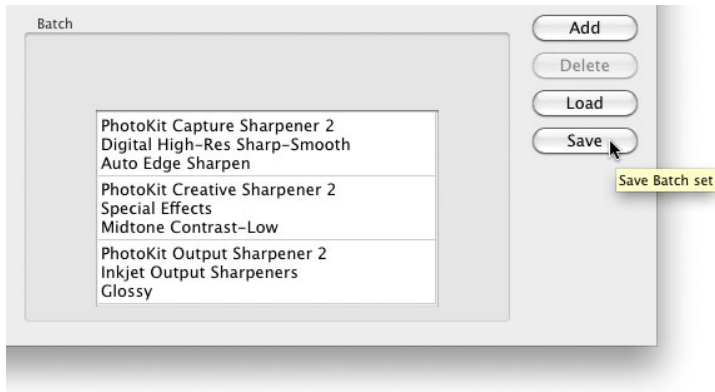 Batch
PhotoKit Capture Sharpener 2
Digital High-Res Sharp-Smooth
Auto Edge Sharpen
PhotoKit Creative Sharpener 2
Special Effects
Midtone Contrast-Low
PhotoKit Output Sharpener 2
Inkjet Output Sharpeners
Glossy
Add
Delete
Load
Save
Save Batch set